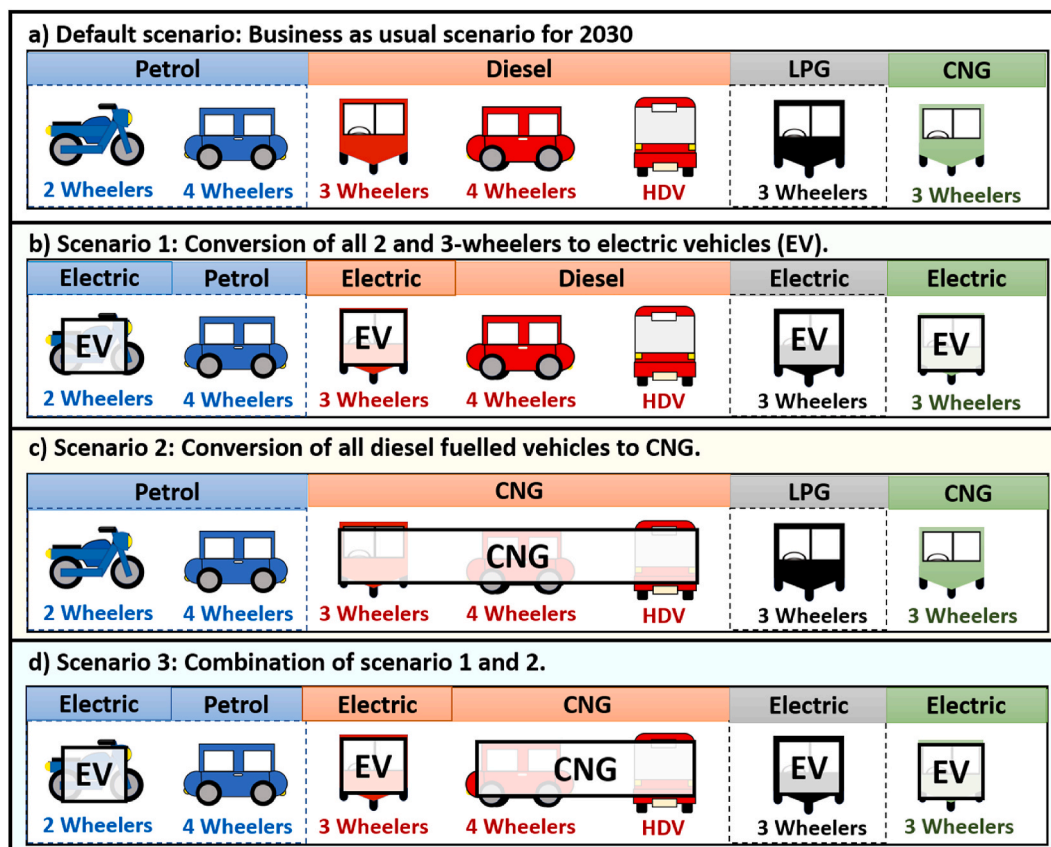 a) Default scenario: Business as usual scenario for 2030
Petrol Diesel LPG CNG
2 Wheelers 4 Wheelers 3 Wheelers 4 Wheelers HDV 3 Wheelers 3 Wheelers
b) Scenario 1: Conversion of all 2 and 3-wheelers to electric vehicles (EV).
Electric Petrol Electric Diesel Electric Electric
EV EV EV EV
2 Wheelers 4 Wheelers 3 Wheelers 4 Wheelers HDV 3 Wheelers 3 Wheelers
c) Scenario 2: Conversion of all diesel fuelled vehicles to CNG.
Petrol CNG LPG CNG
CNG
2 Wheelers 4 Wheelers 3 Wheelers 4 Wheelers HDV 3 Wheelers 3 Wheelers
d) Scenario 3: Combination of scenario 1 and 2.
Electric Petrol Electric CNG Electric Electric
EV EV CNG EV EV
2 Wheelers 4 Wheelers 3 Wheelers 4 Wheelers HDV 3 Wheelers 3 Wheelers